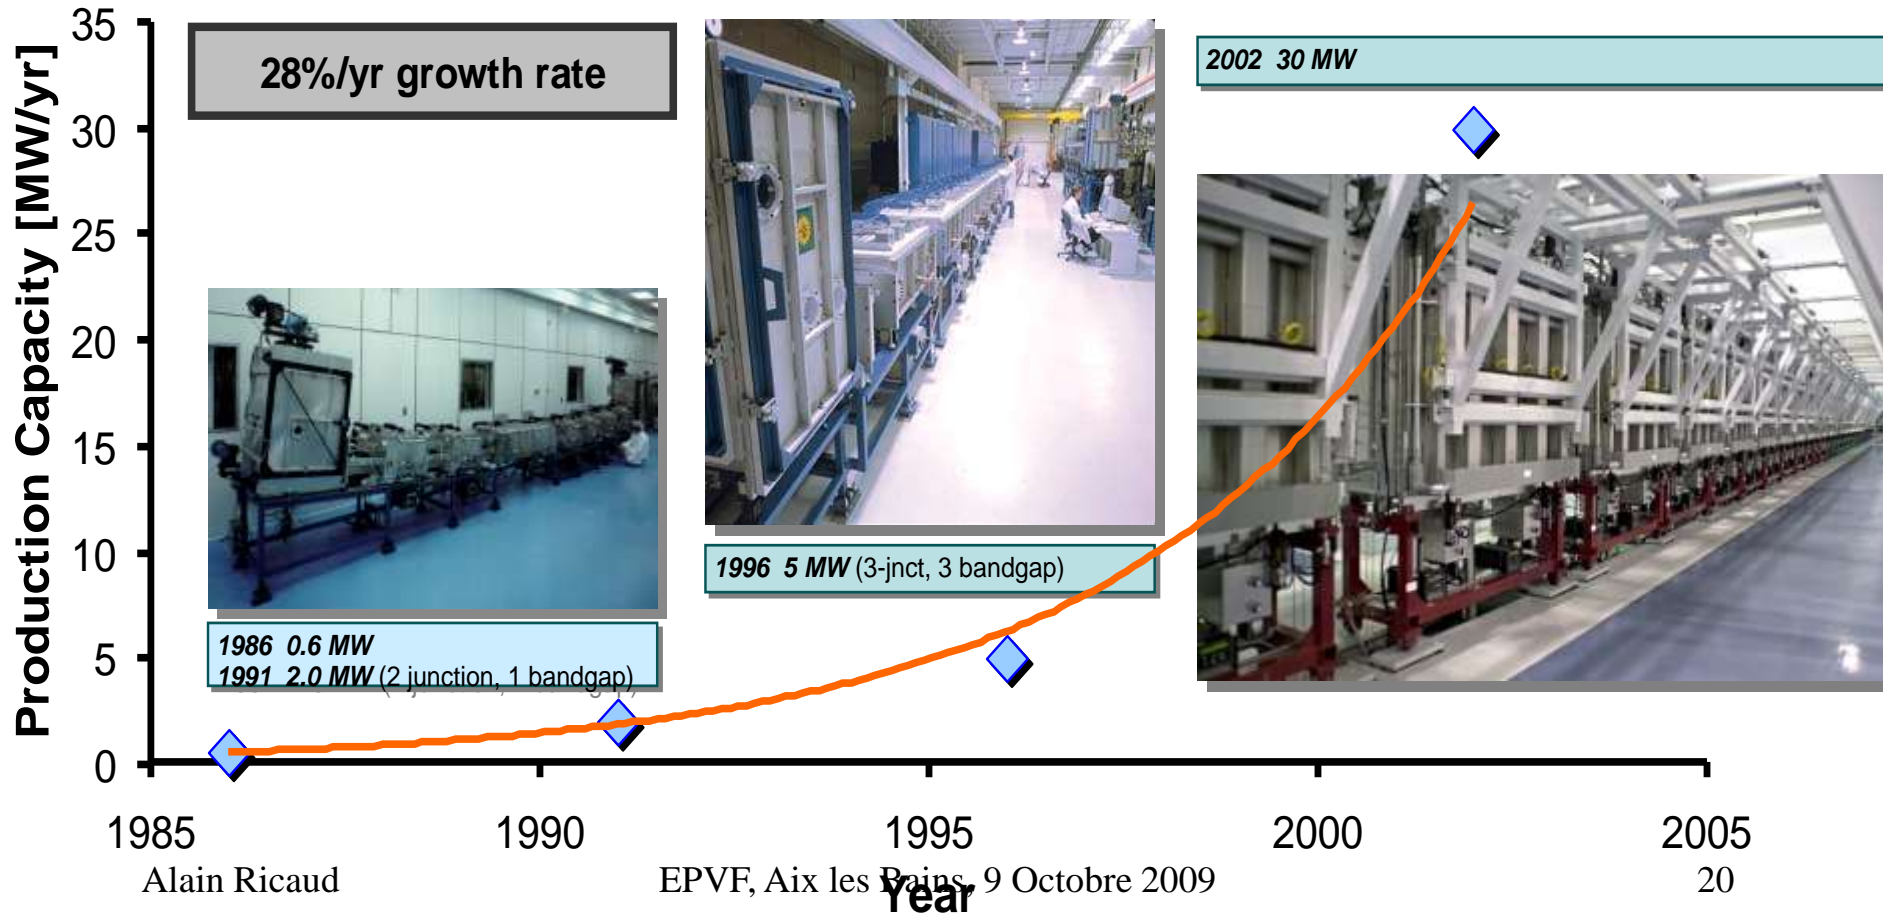 35
30
25
20
15
10
5
0
Production Capacity [MW/yr]
28%/yr growth rate
1986 0.6 MW
1991 2.0 MW (2 junction, 1 bandgap)
1996 5 MW (3-jnct, 3 bandgap)
2002 30 MW
1985 1990 1995 2000 2005
Year
Alain Ricaud EPVF, Aix les Bains, 9 Octobre 2009 20